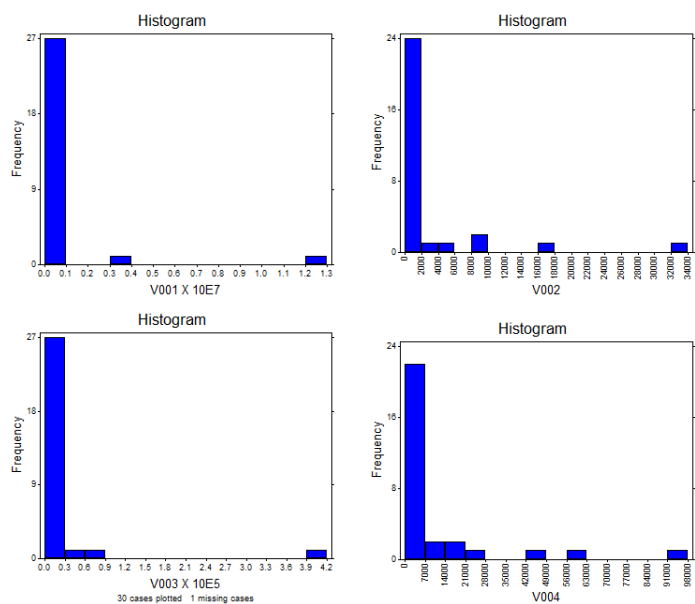 Histogram
27
18
9
0
Frequency
0.0 0.1 0.2 0.3 0.4 0.5 0.6 0.7 0.8 0.9 1.0 1.1 1.2 1.3
V001 X 10E7
Histogram
24
16
8
0
Frequency
0 2000 4000 6000 8000 10000 12000 14000 16000 18000 20000 22000 24000 26000 28000 30000 32000 34000
V002
Histogram
27
18
9
0
Frequency
0.0 0.3 0.6 0.9 1.2 1.5 1.8 2.1 2.4 2.7 3.0 3.3 3.6 3.9 4.2
V003 X 10E5
30 cases plotted 1 missing cases
Histogram
24
16
8
0
Frequency
0 7000 14000 21000 28000 35000 42000 49000 56000 63000 70000 77000 84000 91000 98000
V004